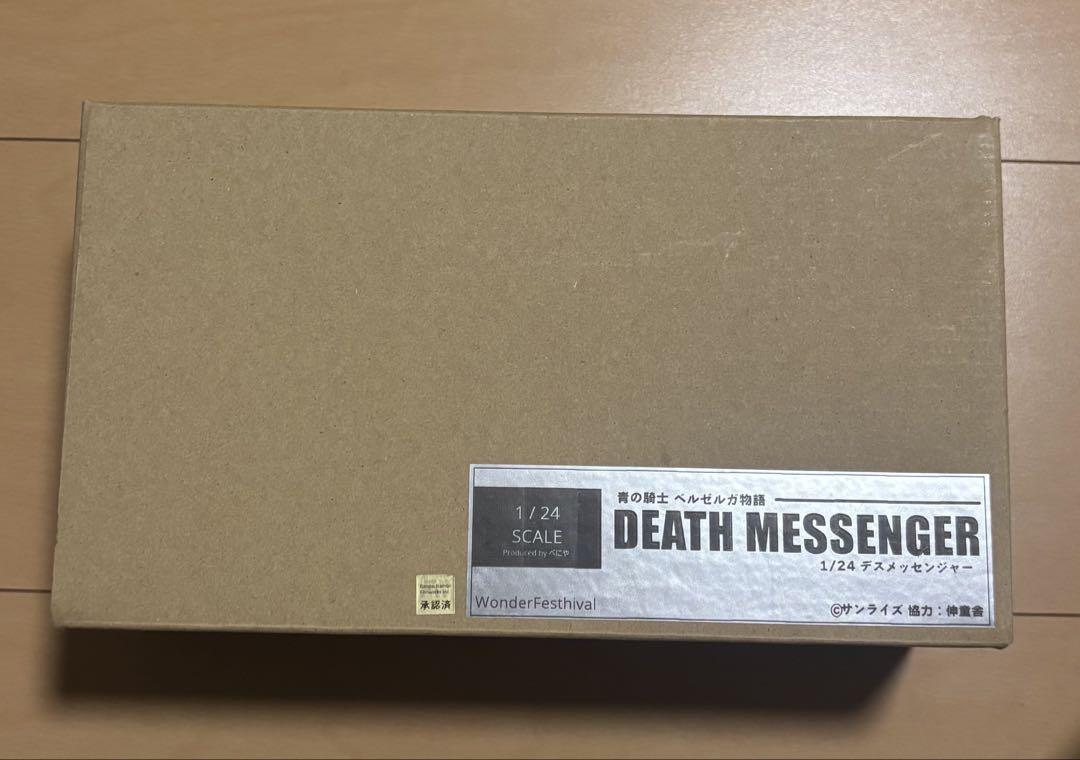 1 / 24
SCALE
Produced by べにや
青の騎士 ベルゼルガ物語
DEATH MESSENGER
1/24 デスメッセンジャー
WonderFesthival
©サンライズ 協力：伸童舎
承認済